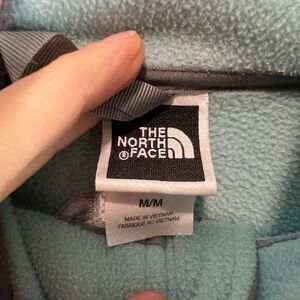 THE
NORTH
® FACE
M/M
MADE IN VIETNAM
FABRIQUÉ AU VIETNAM